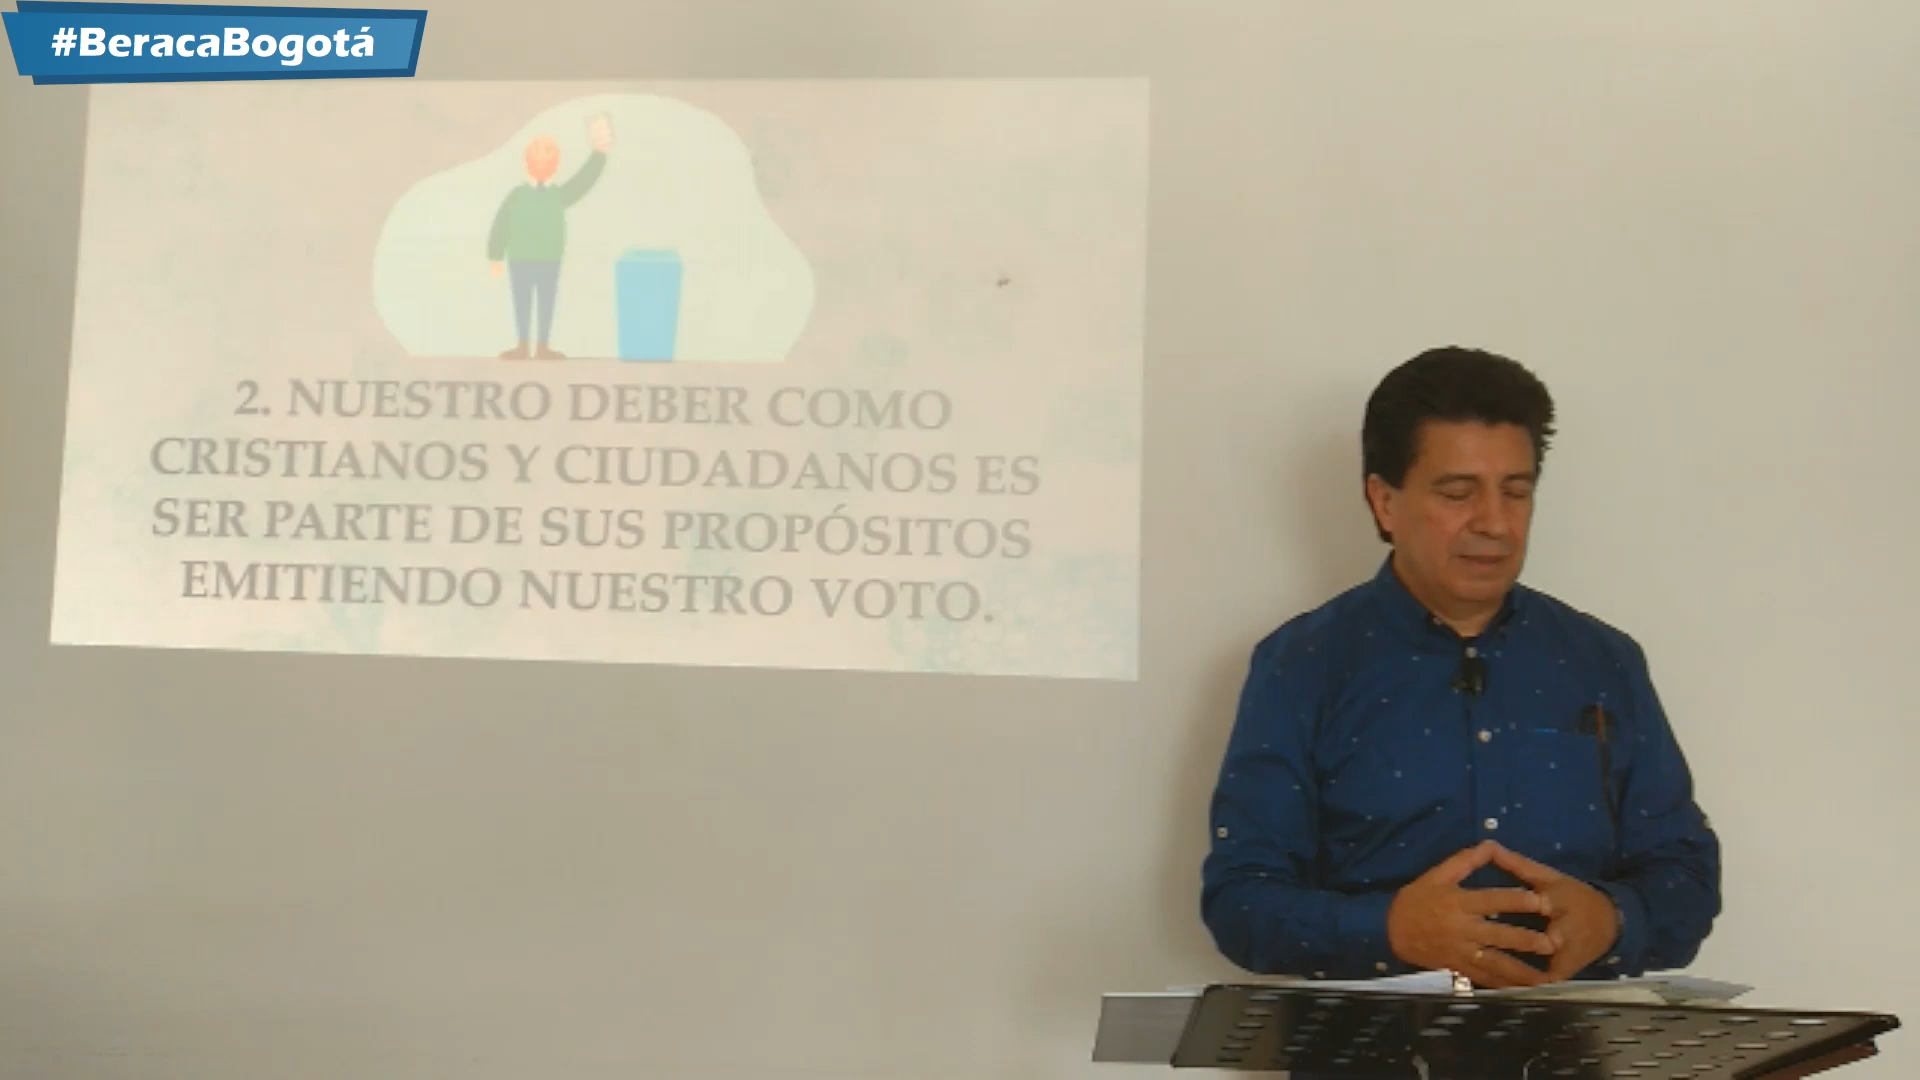 #BeracaBogotá
2. NUESTRO DEBER COMO
CRISTIANOS Y CIUDADANOS ES
SER PARTE DE SUS PROPÓSITOS
EMITIENDO NUESTRO VOTO.